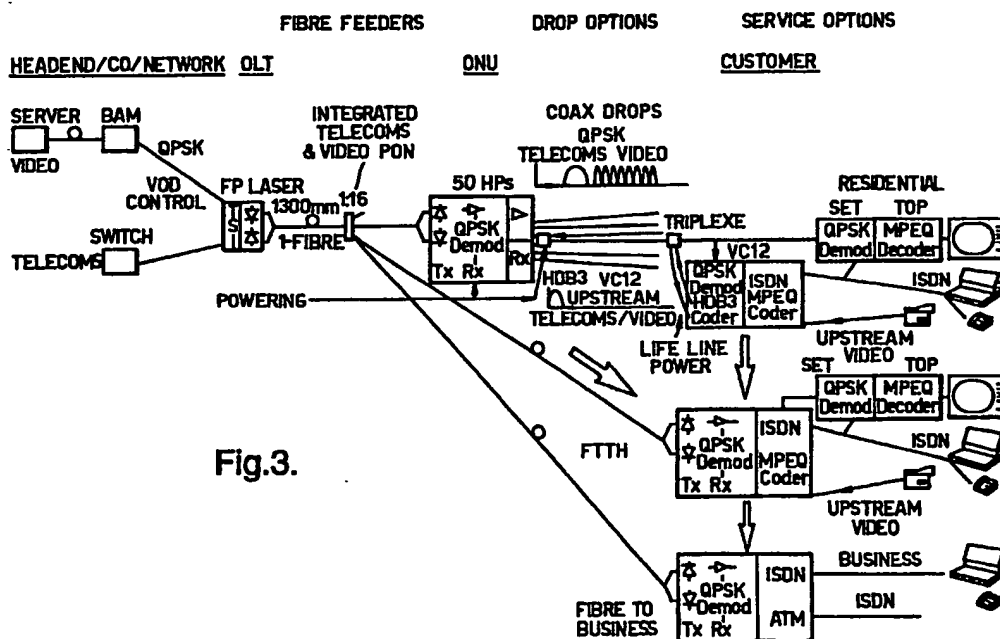 FIBRE FEEDERS DROP OPTIONS SERVICE OPTIONS
HEADEND/CO/NETWORK OLT ONU CUSTOMER
SERVER
VIDEO
BAM
QPSK
VOD
CONTROL
SWITCH
TELECOMS
FP LASER
1300mm
1-FIBRE
1:16
INTEGRATED
TELECOMS
& VIDEO PON
POWERING
50 HPs
QPSK
Demod
Tx Rx
Rx
COAX DROPS
QPSK
TELECOMS VIDEO
HDB3 VC12
UPSTREAM
TELECOMS/VIDEO
TRIPLEXE
VC12
QPSK
Demod
HDB3
Coder
ISDN
MPEQ
Coder
LIFE LINE
POWER
RESIDENTIAL
SET TOP
QPSK
Demod
MPEQ
Decoder
ISDN
UPSTREAM
VIDEO
SET TOP
QPSK
Demod
MPEQ
Decoder
FTTH
QPSK
Demod
Tx Rx
ISDN
MPEQ
Coder
ISDN
UPSTREAM
VIDEO
Fig.3.
FIBRE TO
BUSINESS
QPSK
Demod
Tx Rx
ISDN
ATM
BUSINESS
ISDN